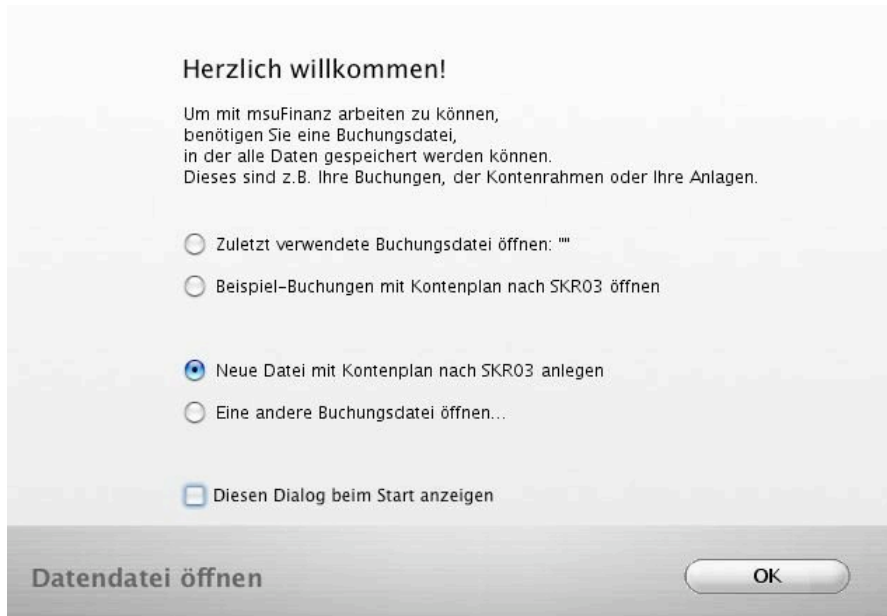 Herzlich willkommen!
Um mit msuFinanz arbeiten zu können,
benötigen Sie eine Buchungsdatei,
in der alle Daten gespeichert werden können.
Dieses sind z.B. Ihre Buchungen, der Kontenrahmen oder Ihre Anlagen.
Zuletzt verwendete Buchungsdatei öffnen: ""
Beispiel-Buchungen mit Kontenplan nach SKR03 öffnen
Neue Datei mit Kontenplan nach SKR03 anlegen
Eine andere Buchungsdatei öffnen...
Diesen Dialog beim Start anzeigen
Datendatei öffnen
OK